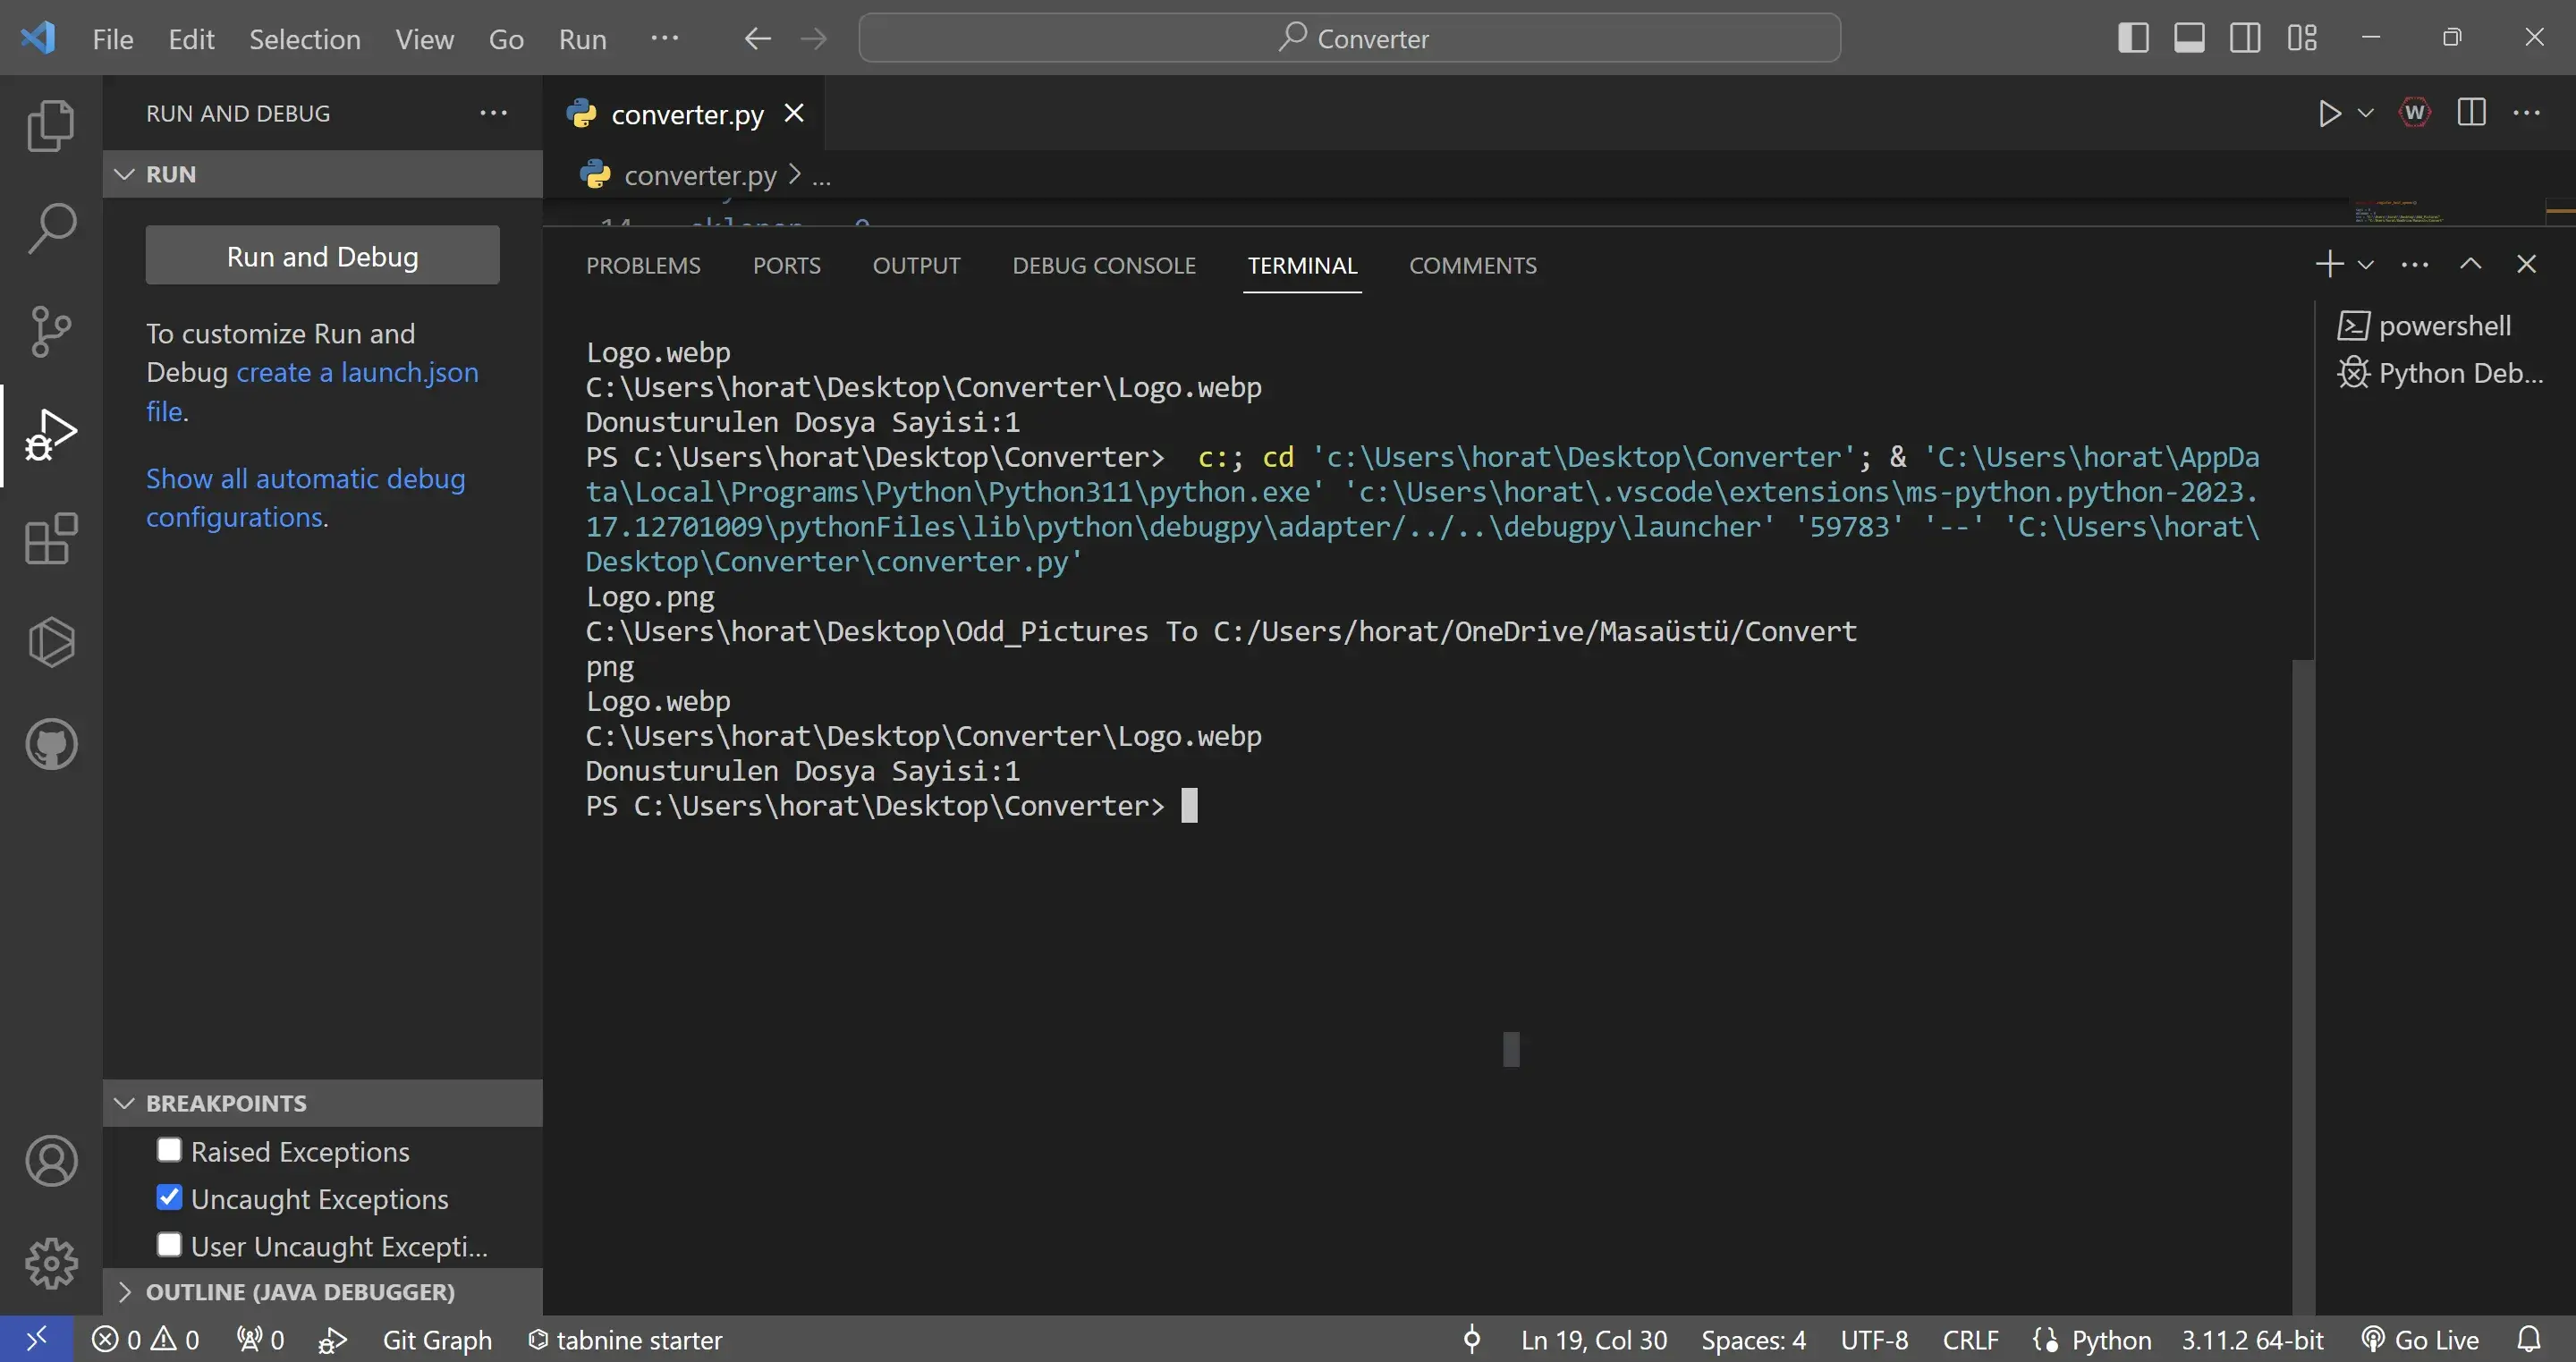 File Edit Selection View Go Run ...
Converter
RUN AND DEBUG ...
RUN
Run and Debug
To customize Run and
Debug create a launch.json
file.
Show all automatic debug
configurations.
BREAKPOINTS
Raised Exceptions
Uncaught Exceptions
User Uncaught Excepti...
OUTLINE (JAVA DEBUGGER)
converter.py
W ...
converter.py > ...
PROBLEMS PORTS OUTPUT DEBUG CONSOLE TERMINAL COMMENTS
Logo.webp
C:\Users\horat\Desktop\Converter\Logo.webp
Donusturulen Dosya Sayisi:1
PS C:\Users\horat\Desktop\Converter>  c:; cd 'c:\Users\horat\Desktop\Converter'; & 'C:\Users\horat\AppDa
ta\Local\Programs\Python\Python311\python.exe' 'c:\Users\horat\.vscode\extensions\ms-python.python-2023.
17.12701009\pythonFiles\lib\python\debugpy\adapter/../..\debugpy\launcher' '59783' '--' 'C:\Users\horat\
Desktop\Converter\converter.py'
Logo.png
C:\Users\horat\Desktop\Odd_Pictures To C:/Users/horat/OneDrive/Masaüstü/Convert
png
Logo.webp
C:\Users\horat\Desktop\Converter\Logo.webp
Donusturulen Dosya Sayisi:1
PS C:\Users\horat\Desktop\Converter>
powershell
Python Deb...
0 0 0 Git Graph tabnine starter
Ln 19, Col 30 Spaces: 4 UTF-8 CRLF Python 3.11.2 64-bit Go Live